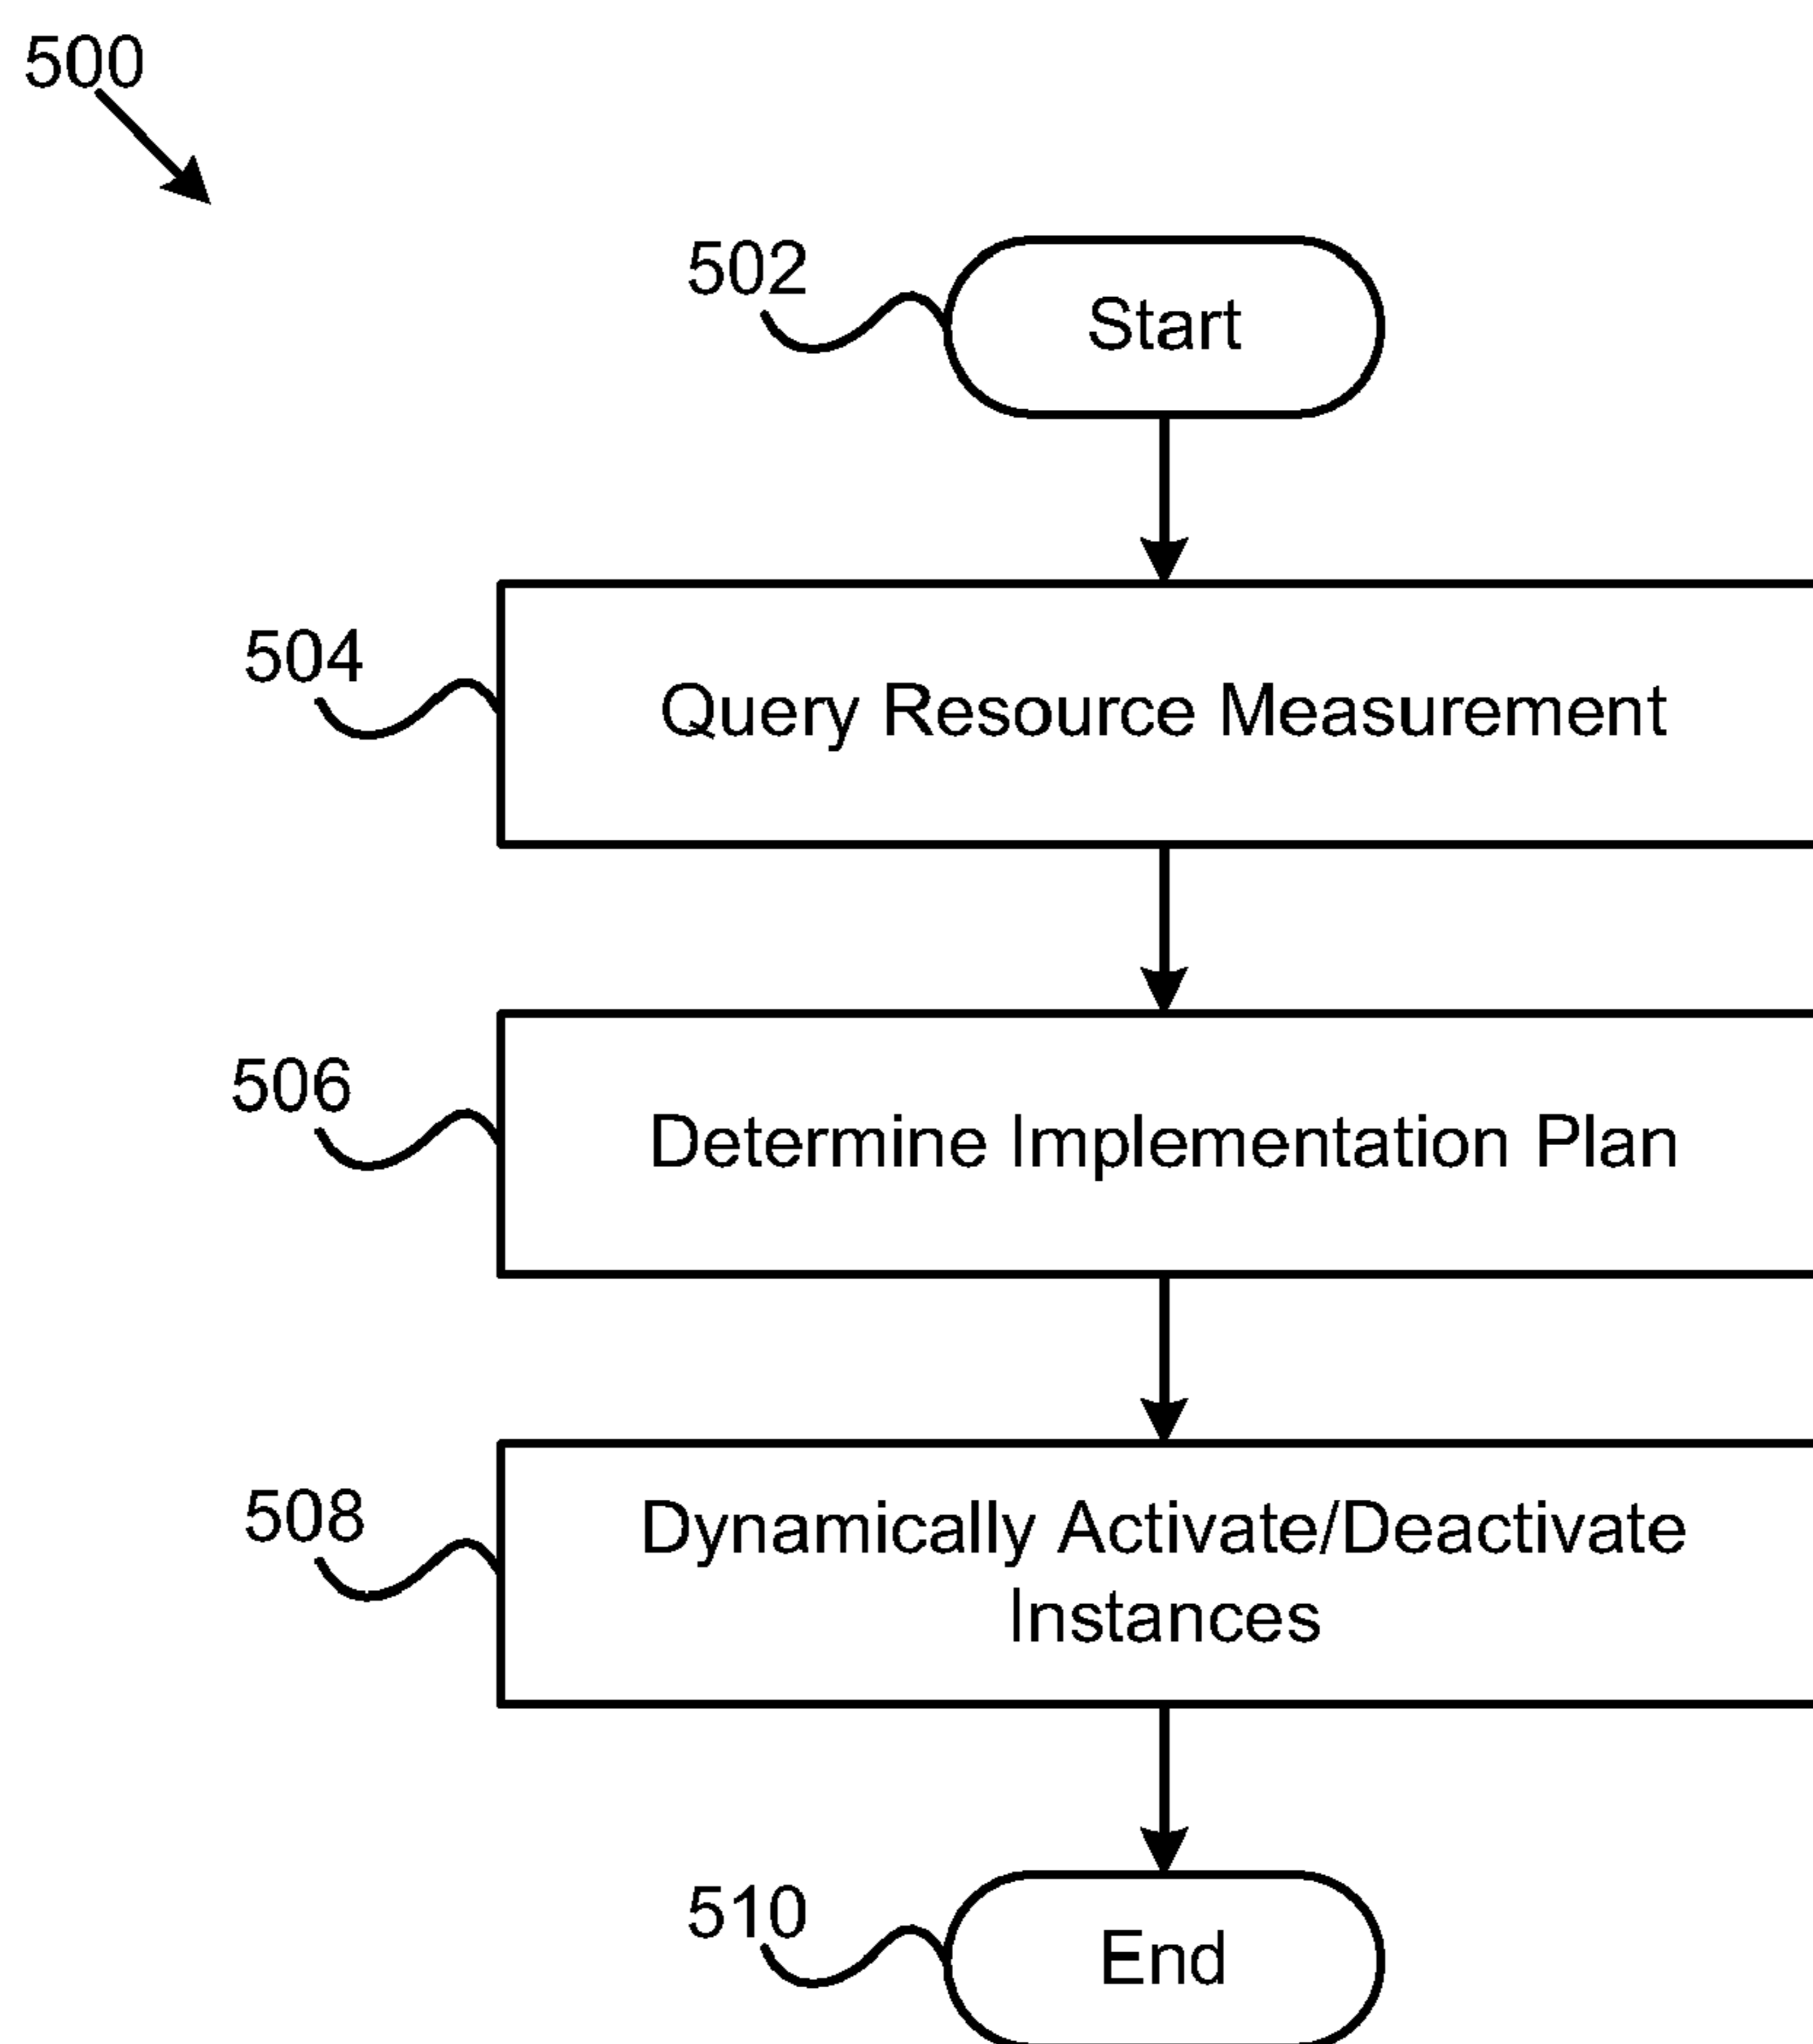 500
502
Start
504
Query Resource Measurement
506
Determine Implementation Plan
508
Dynamically Activate/Deactivate
Instances
510
End